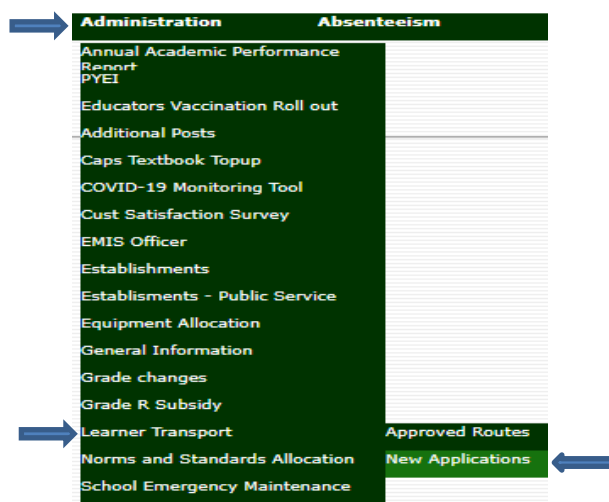 Administration Absenteeism
Annual Academic Performance
Report
PYEI
Educators Vaccination Roll out
Additional Posts
Caps Textbook Topup
COVID-19 Monitoring Tool
Cust Satisfaction Survey
EMIS Officer
Establishments
Establisments - Public Service
Equipment Allocation
General Information
Grade changes
Grade R Subsidy
Learner Transport Approved Routes
Norms and Standards Allocation New Applications
School Emergency Maintenance